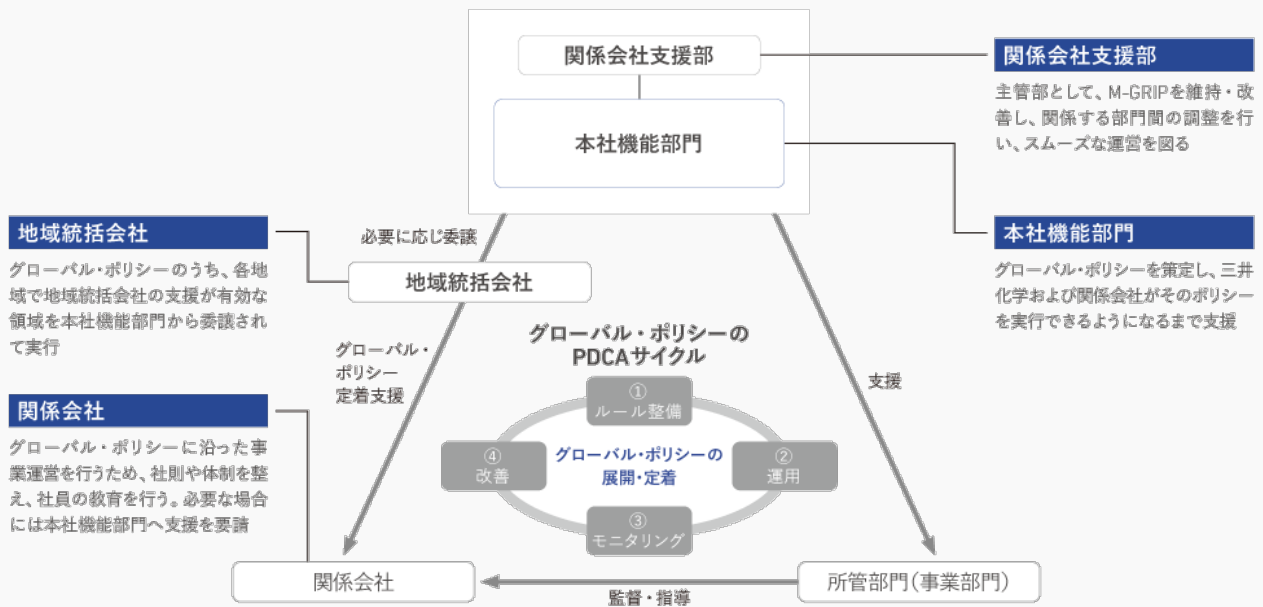 関係会社支援部
本社機能部門
関係会社支援部
主管部として、M-GRIPを維持・改
善し、関係する部門間の調整を行
い、スムーズな運営を図る
本社機能部門
グローバル・ポリシーを策定し、三井
化学および関係会社がそのポリシー
を実行できるようになるまで支援
地域統括会社
グローバル・ポリシーのうち、各地
域で地域統括会社の支援が有効な
領域を本社機能部門から委譲され
て実行
必要に応じ委譲
地域統括会社
グローバル・
ポリシー
定着支援
関係会社
グローバル・ポリシーに沿った事
業運営を行うため、社則や体制を整
え、社員の教育を行う。必要な場合
には本社機能部門へ支援を要請
グローバル・ポリシーの
PDCAサイクル
①
ルール整備
②
運用
③
モニタリング
④
改善
グローバル・ポリシーの
展開・定着
支援
関係会社
監督・指導
所管部門(事業部門)